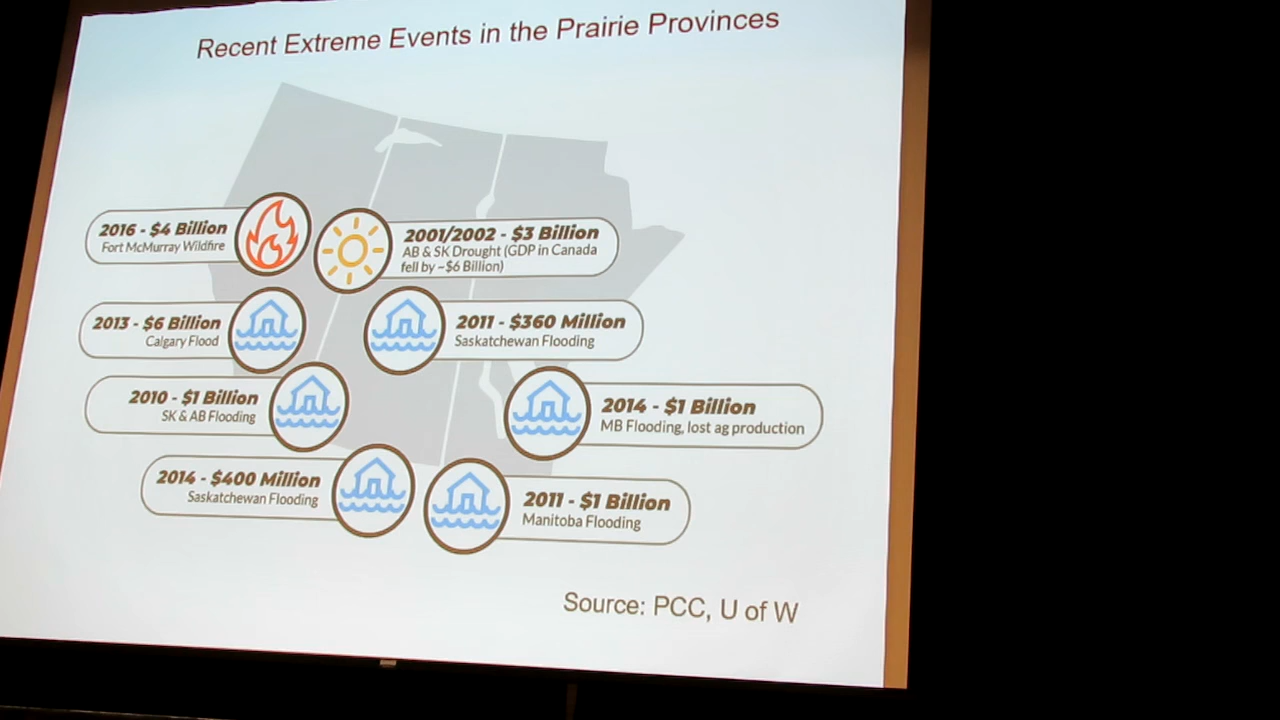 Recent Extreme Events in the Prairie Provinces
2016 - $4 Billion
Fort McMurray Wildfire
2001/2002 - $3 Billion
AB & SK Drought (GDP in Canada
fell by ~$6 Billion)
2013 - $6 Billion
Calgary Flood
2011 - $360 Million
Saskatchewan Flooding
2010 - $1 Billion
SK & AB Flooding
2014 - $1 Billion
MB Flooding, lost ag production
2014 - $400 Million
Saskatchewan Flooding
2011 - $1 Billion
Manitoba Flooding
Source: PCC, U of W